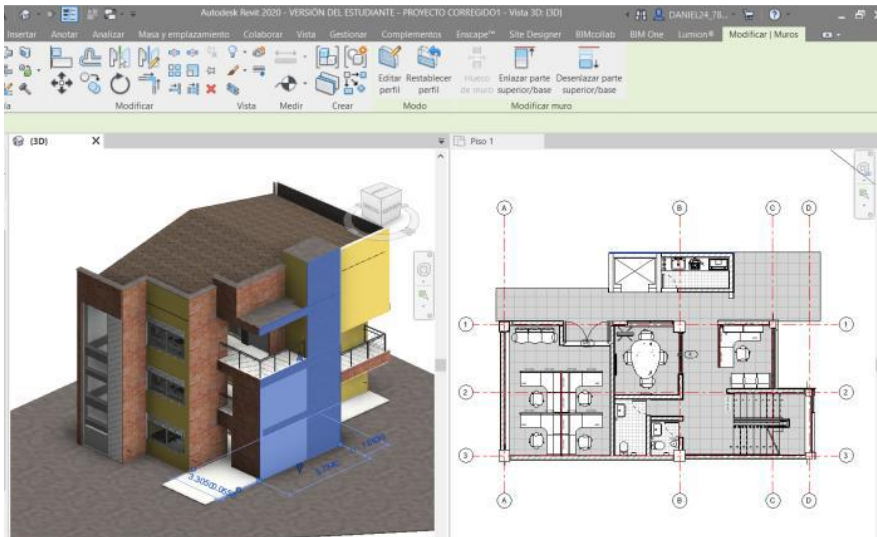 Autodesk Revit 2020 - VERSIÓN DEL ESTUDIANTE - PROYECTO CORREGIDO1 - Vista 3D: {3D}
DANIEL24_78...
Insertar Anotar Analizar Masa y emplazamiento Colaborar Vista Gestionar Complementos Enscape™ Site Designer BIMcollab BIM One Lumion® Modificar | Muros
Editar perfil
Restablecer perfil
Hueco de muro
Enlazar parte superior/base
Desenlazar parte superior/base
Modificar Vista Medir Crear Modo Modificar muro
{3D} X
Piso 1
A B C D
1 1
2 2
3 3
A B C D